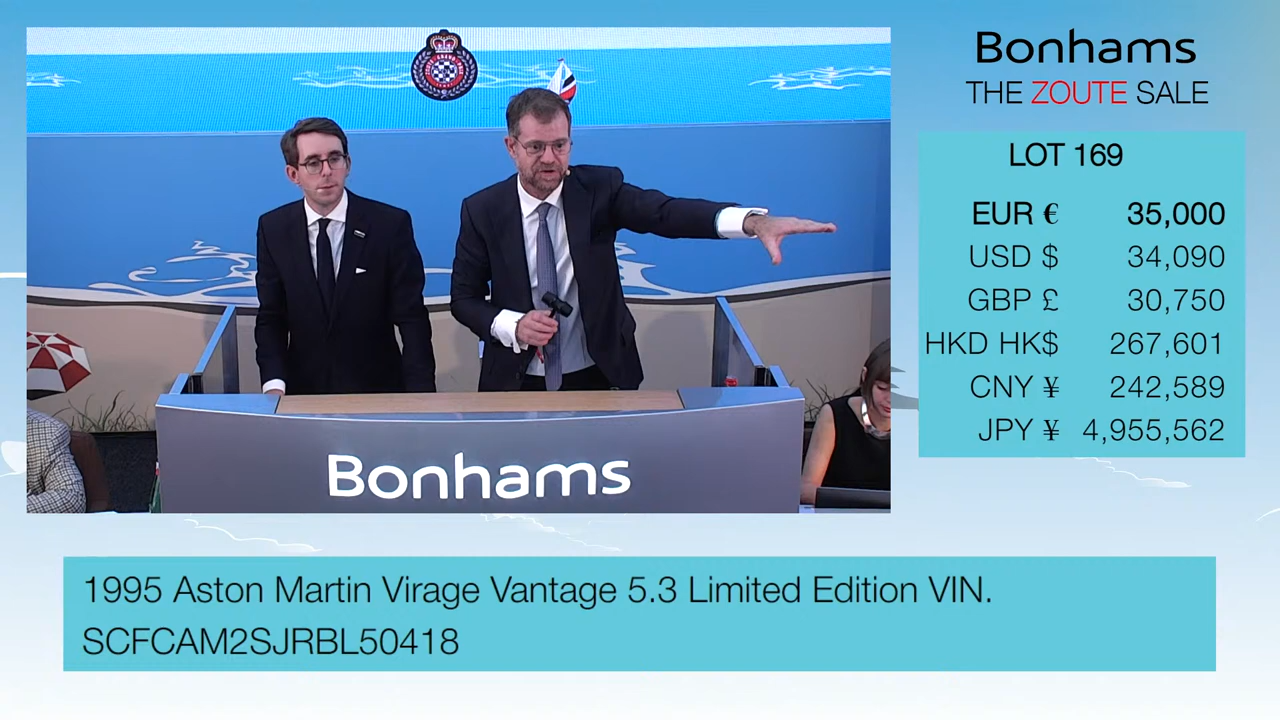 Bonhams
THE ZOUTE SALE
LOT 169
EUR € 35,000
USD $ 34,090
GBP £ 30,750
HKD HK$ 267,601
CNY ¥ 242,589
JPY ¥ 4,955,562
Bonhams
1995 Aston Martin Virage Vantage 5.3 Limited Edition VIN.
SCFCAM2SJRBL50418